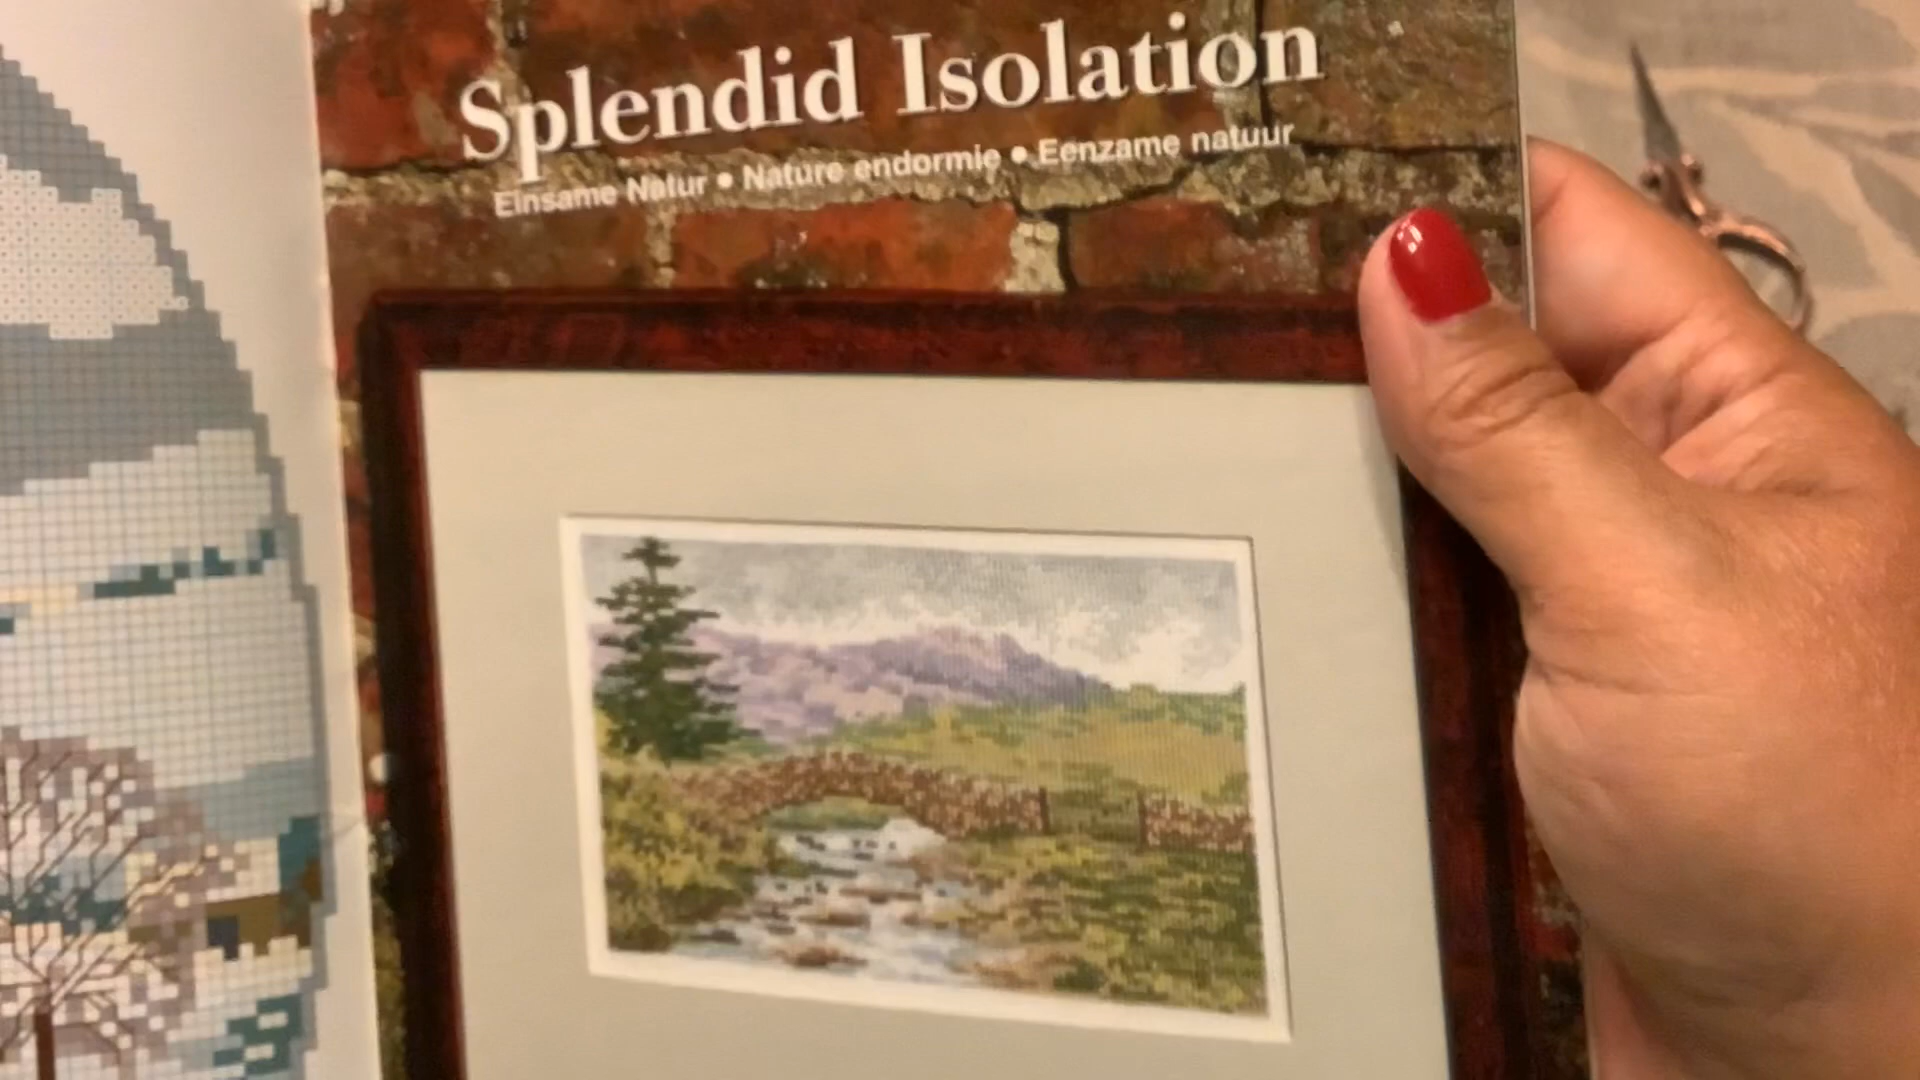 Splendid Isolation
Einsame Natur • Nature endormie • Eenzame natuur